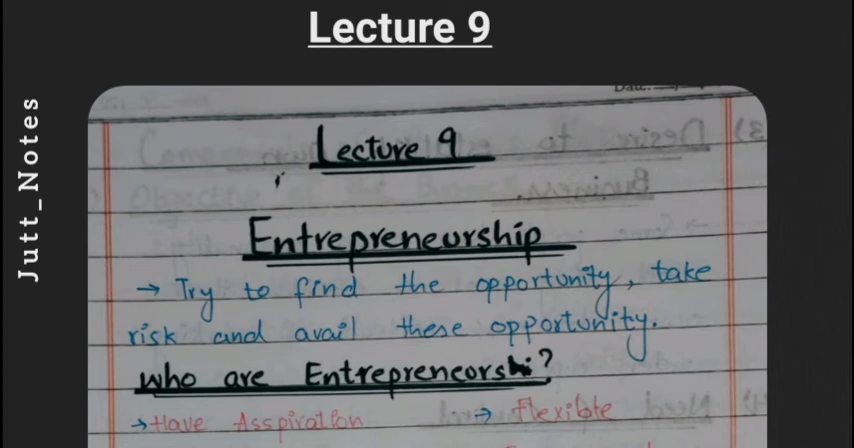 Lecture 9
Jutt_Notes
Lecture 9
Entrepreneurship
→ Try to find the opportunity, take
risk and avail these opportunity.
who are Entrepreneors?
→ Have Asspiration → flexible